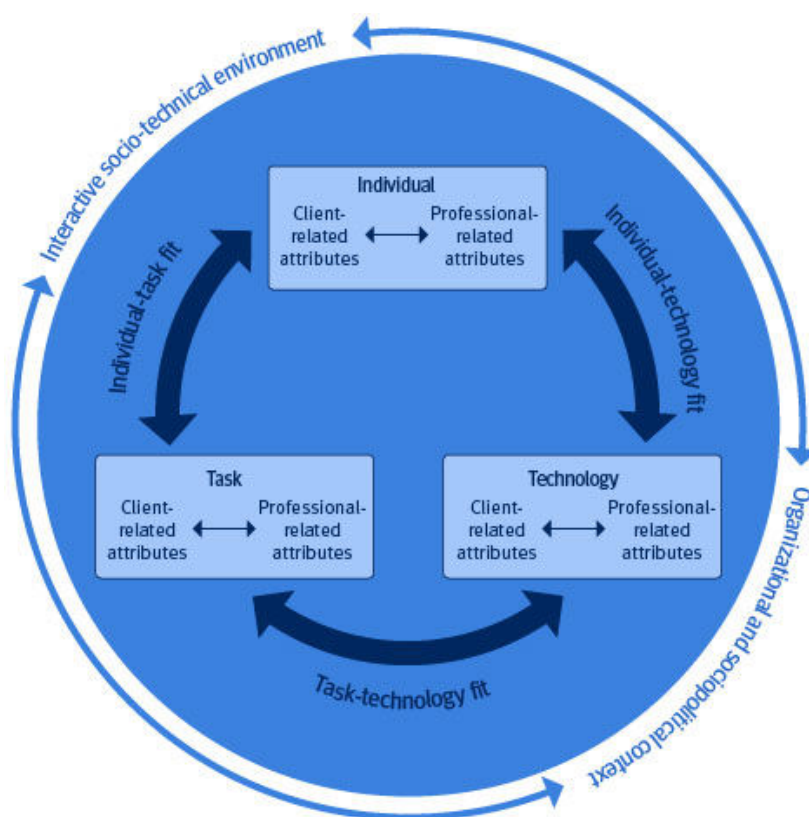 Interactive socio-technical environment
Individual
Client-
related
attributes
Professional-
related
attributes
Individual-task fit
Individual-technology fit
Task
Client-
related
attributes
Professional-
related
attributes
Technology
Client-
related
attributes
Professional-
related
attributes
Task-technology fit
Organizational and sociopolitical context